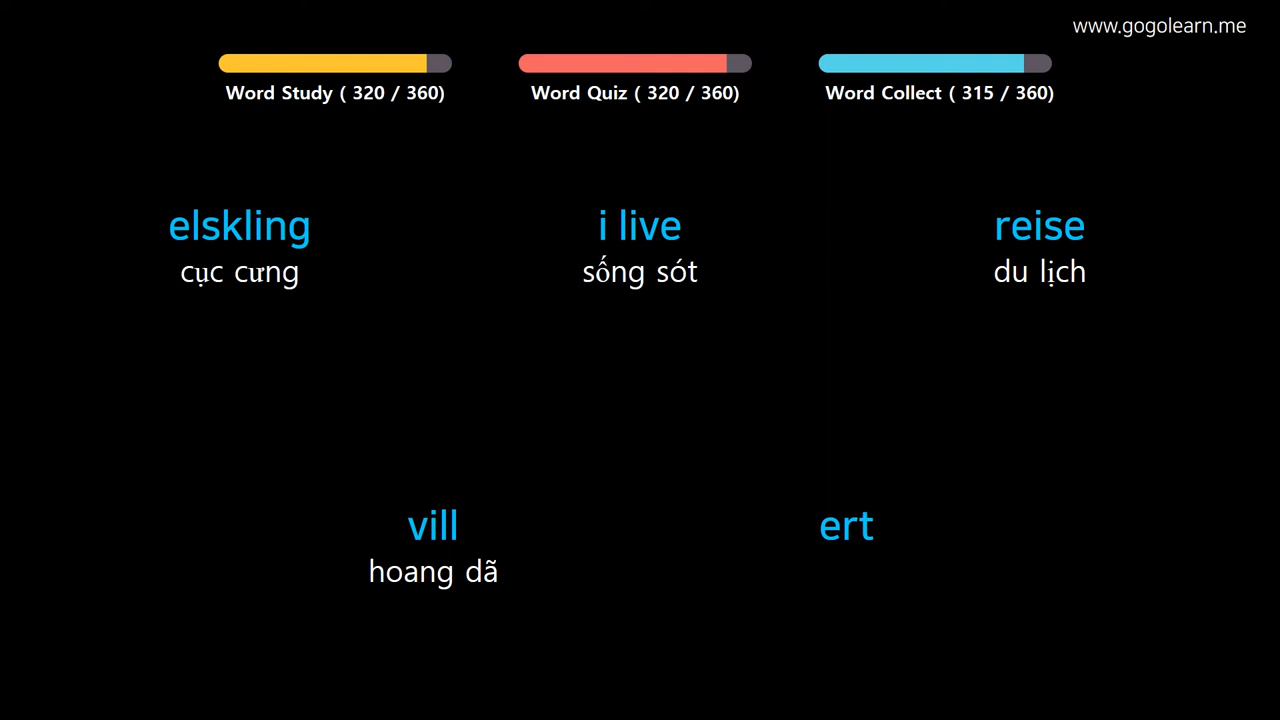 www.gogolearn.me
Word Study ( 320 / 360)
Word Quiz ( 320 / 360)
Word Collect ( 315 / 360)
elskling
cục cưng
i live
sống sót
reise
du lịch
vill
hoang dã
ert